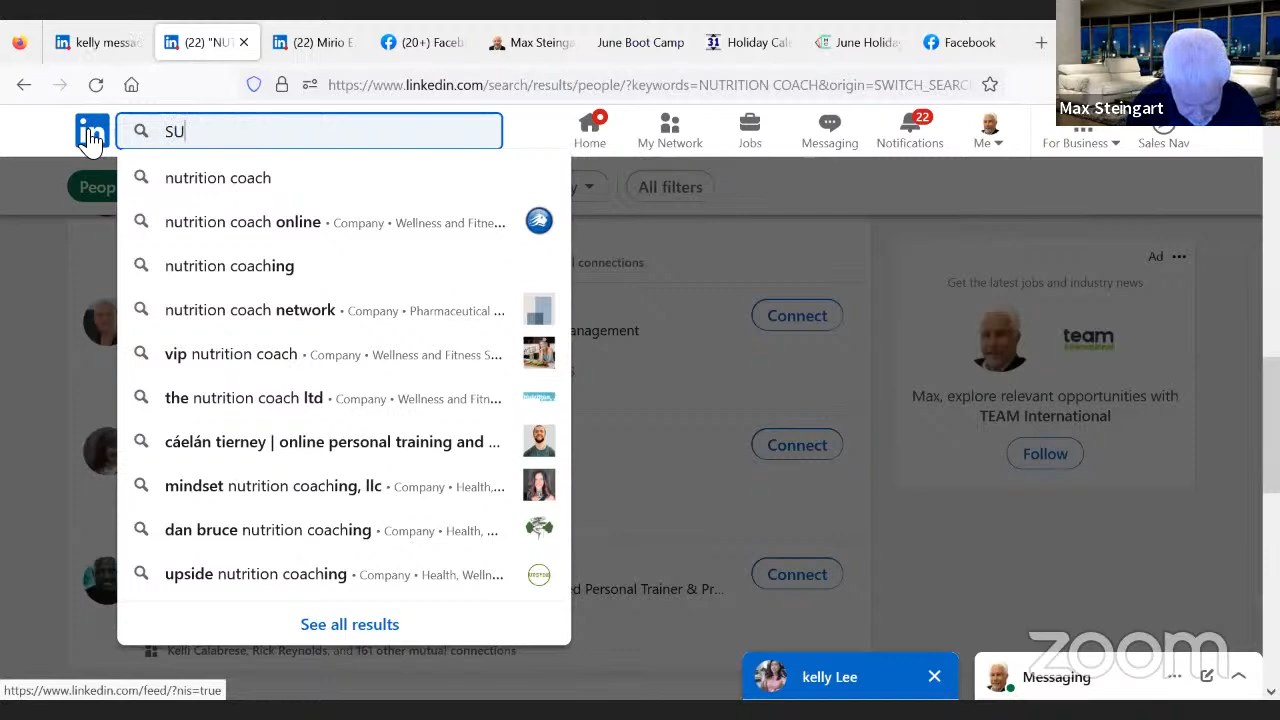 kelly messa
(22) "NUT
(22) Mirio E
(20+) Faceb
Max Steinga
June Boot Camp
31
Holiday Cal
June Holida
Facebook
https://www.linkedin.com/search/results/people/?keywords=NUTRITION COACH&origin=SWITCH_SEARC
Max Steingart
in
SU
Home
My Network
Jobs
Messaging
22
Notifications
Me
For Business
Sales Nav
Peop
y
All filters
nutrition coach
nutrition coach online • Company • Wellness and Fitne...
nutrition coaching
nutrition coach network • Company • Pharmaceutical ...
vip nutrition coach • Company • Wellness and Fitness S...
the nutrition coach ltd • Company • Wellness and Fitn...
cáelán tierney | online personal training and ...
mindset nutrition coaching, llc • Company • Health,...
dan bruce nutrition coaching • Company • Health, ...
upside nutrition coaching • Company • Health, Welln...
See all results
connections
Connect
anagement
Connect
Connect
ed Personal Trainer & Pr...
Kelli Calabrese, Rick Reynolds, and 161 other mutual connections
Ad •••
Get the latest jobs and industry news
team
Max, explore relevant opportunities with
TEAM International
Follow
zoom
kelly Lee
Messaging
https://www.linkedin.com/feed/?nis=true